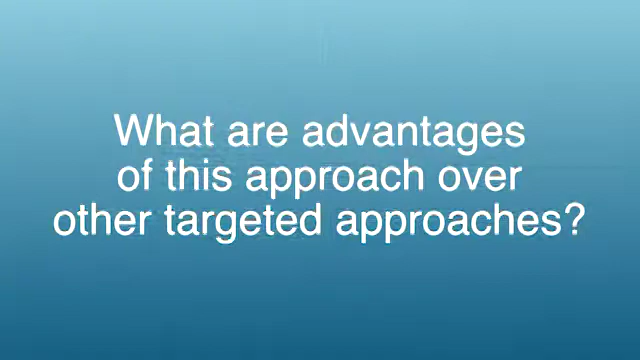 What are advantages
of this approach over
other targeted approaches?